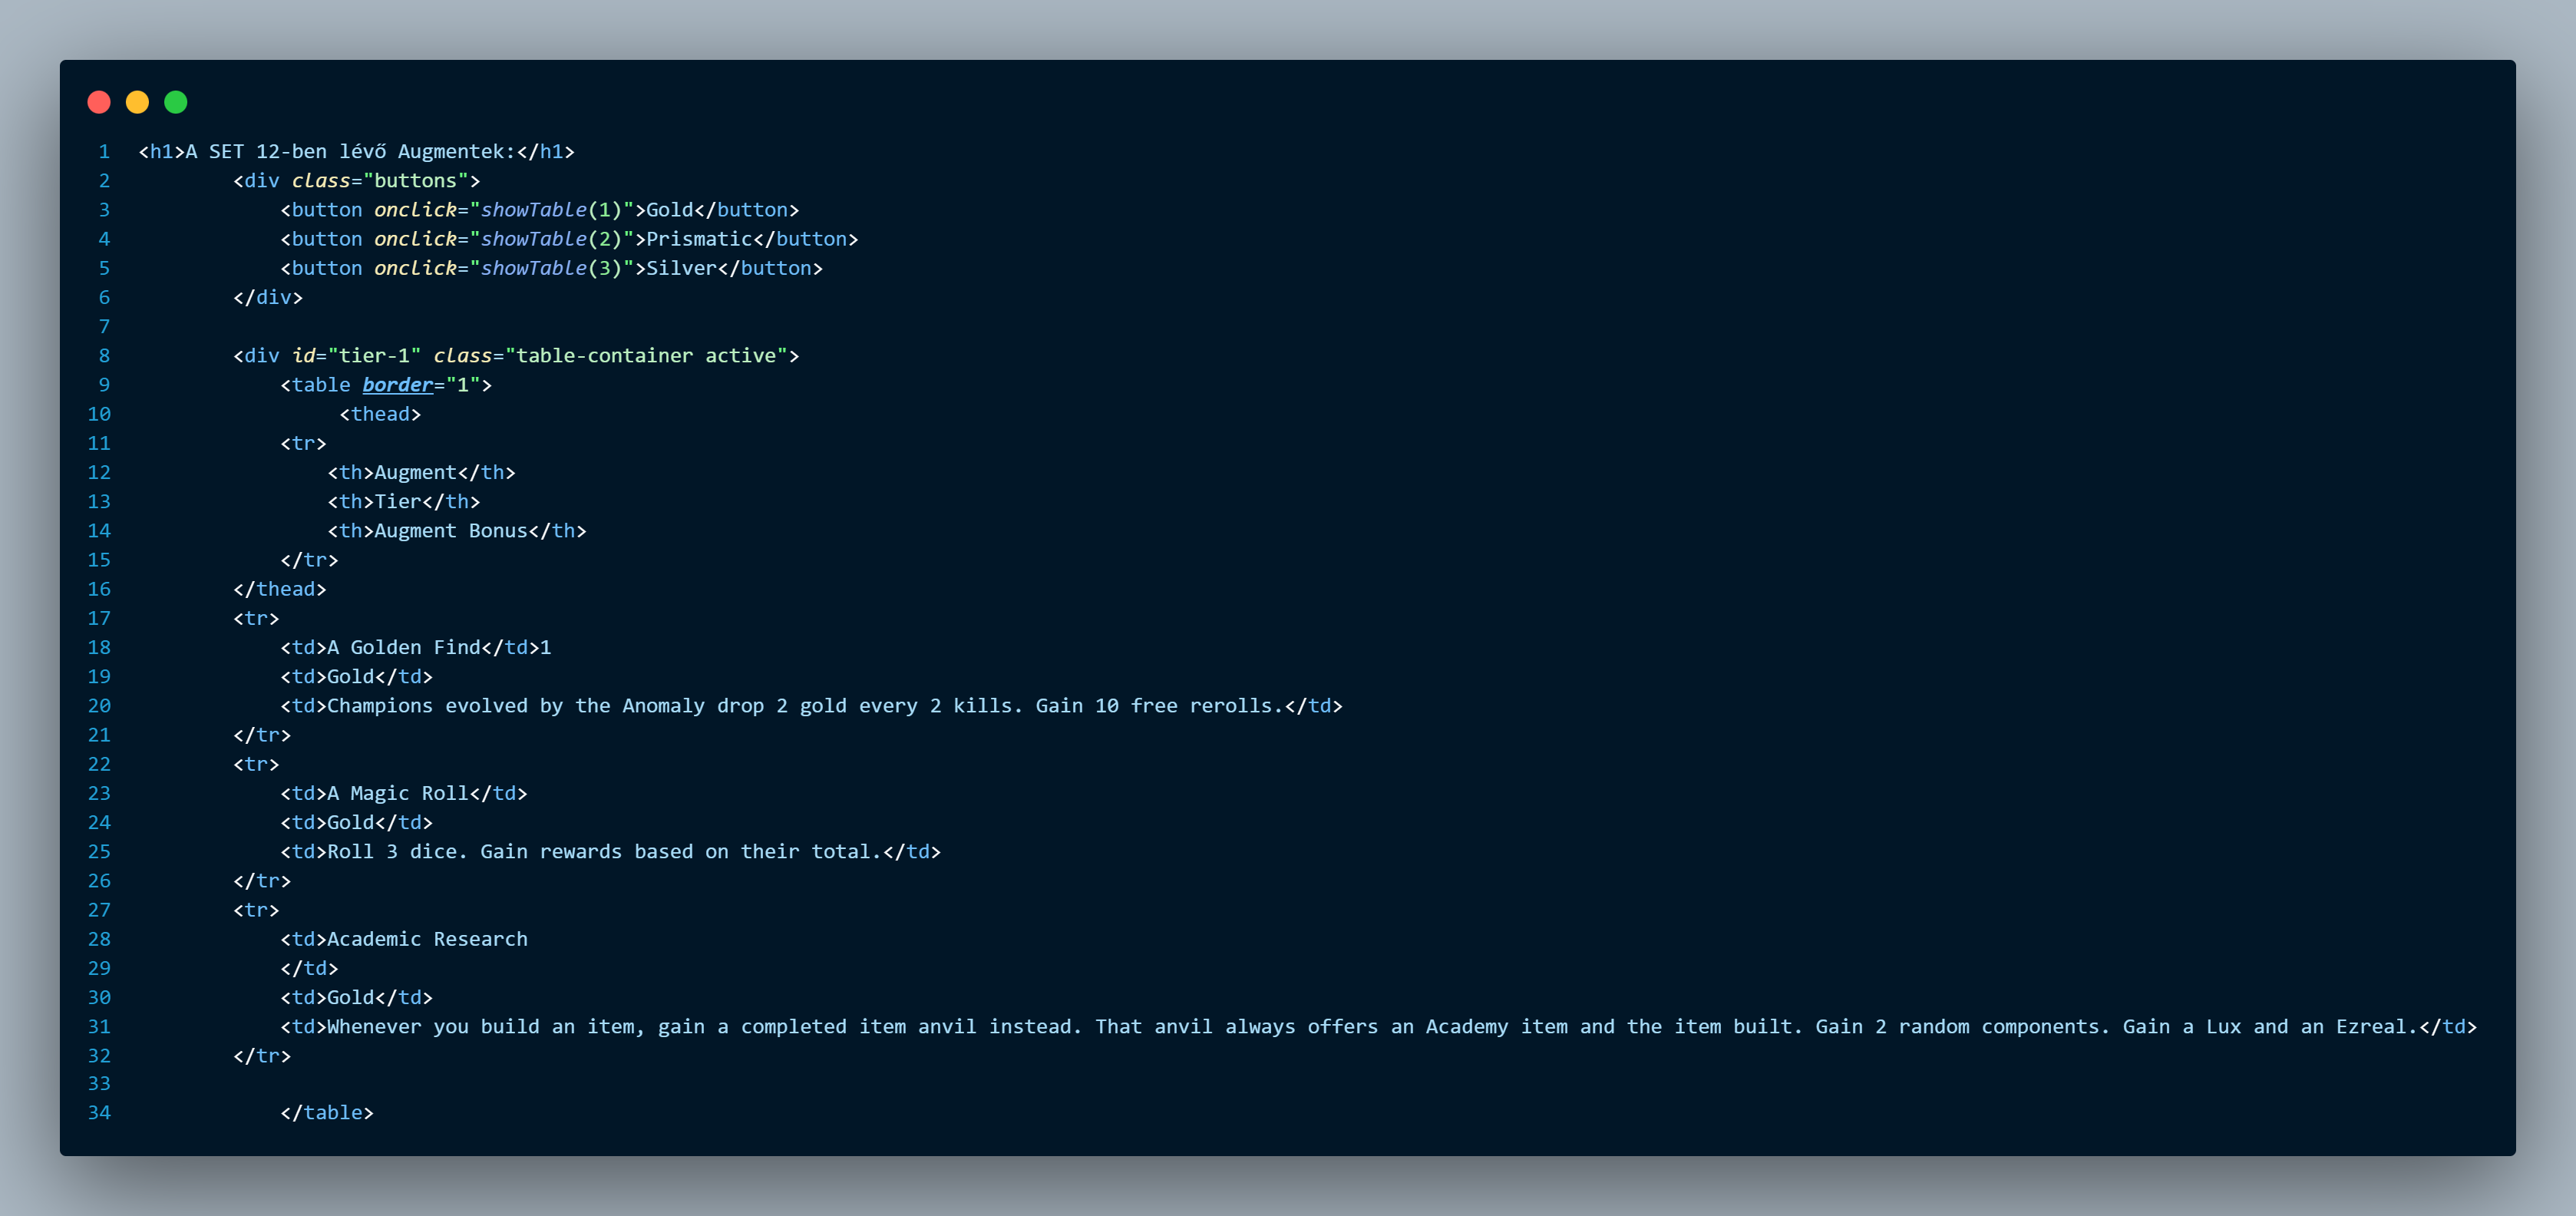 1 <h1>A SET 12-ben lévő Augmentek:</h1>
2         <div class="buttons">
3             <button onclick="showTable(1)">Gold</button>
4             <button onclick="showTable(2)">Prismatic</button>
5             <button onclick="showTable(3)">Silver</button>
6         </div>
7
8         <div id="tier-1" class="table-container active">
9             <table border="1">
10                  <thead>
11             <tr>
12                 <th>Augment</th>
13                 <th>Tier</th>
14                 <th>Augment Bonus</th>
15             </tr>
16         </thead>
17         <tr>
18             <td>A Golden Find</td>1
19             <td>Gold</td>
20             <td>Champions evolved by the Anomaly drop 2 gold every 2 kills. Gain 10 free rerolls.</td>
21         </tr>
22         <tr>
23             <td>A Magic Roll</td>
24             <td>Gold</td>
25             <td>Roll 3 dice. Gain rewards based on their total.</td>
26         </tr>
27         <tr>
28             <td>Academic Research
29             </td>
30             <td>Gold</td>
31             <td>Whenever you build an item, gain a completed item anvil instead. That anvil always offers an Academy item and the item built. Gain 2 random components. Gain a Lux and an Ezreal.</td>
32         </tr>
33
34             </table>